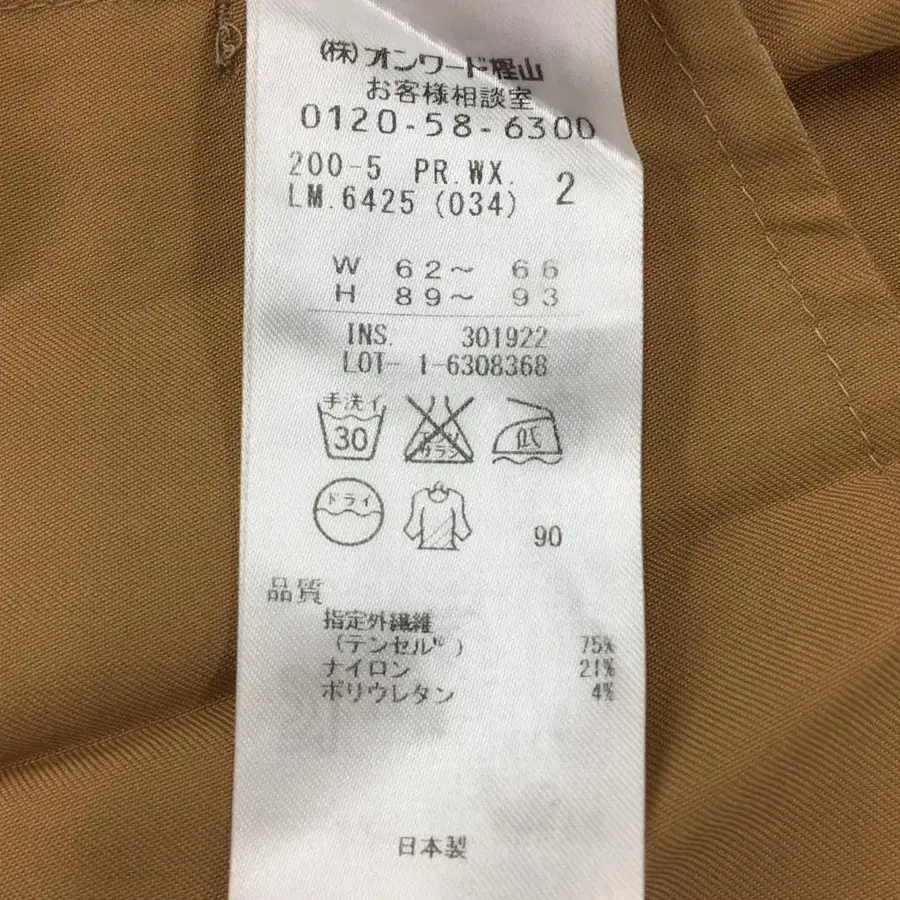 (株)オンワード樫山
お客様相談室
0120-58-6300
200-5 PR.WX. 2
LM.6425 (034)
W 62～ 66
H 89～ 93
INS. 301922
LOT- 1-6308368
手洗イ
30
エンソ
サラシ
低
ドライ
90
品質
指定外繊維
(テンセル®)
75%
ナイロン 21%
ポリウレタン 4%
日本製